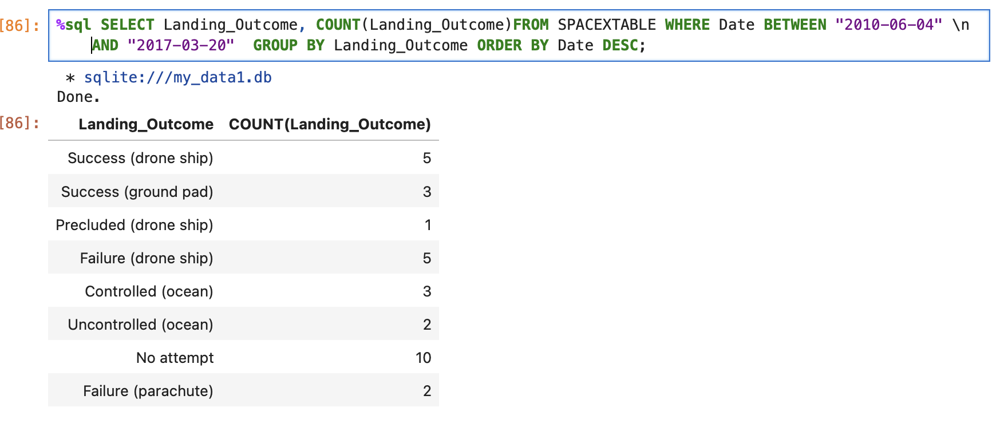 [86]: %sql SELECT Landing_Outcome, COUNT(Landing_Outcome)FROM SPACEXTABLE WHERE Date BETWEEN "2010-06-04" \n
AND "2017-03-20"  GROUP BY Landing_Outcome ORDER BY Date DESC;
* sqlite:///my_data1.db
Done.
[86]: Landing_Outcome COUNT(Landing_Outcome)
Success (drone ship) 5
Success (ground pad) 3
Precluded (drone ship) 1
Failure (drone ship) 5
Controlled (ocean) 3
Uncontrolled (ocean) 2
No attempt 10
Failure (parachute) 2